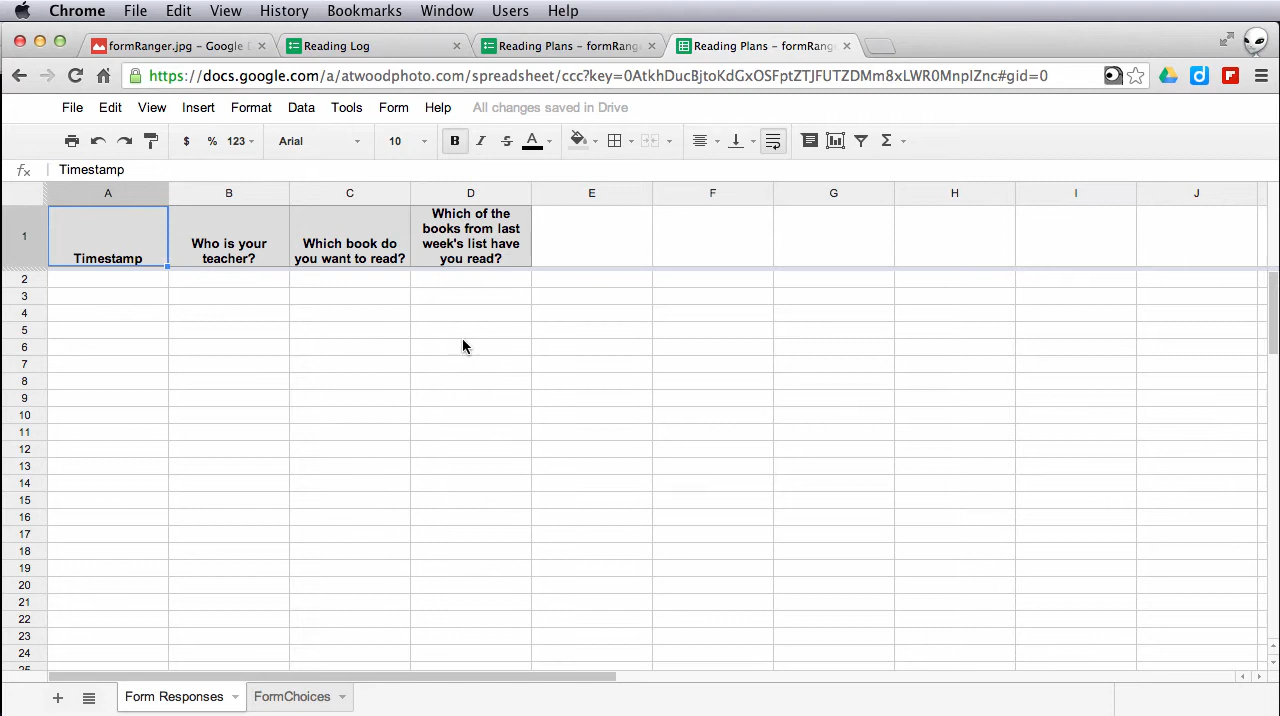 Chrome File Edit View History Bookmarks Window Users Help
formRanger.jpg - Google Reading Log Reading Plans - formRang Reading Plans - formRang
https://docs.google.com/a/atwoodphoto.com/spreadsheet/ccc?key=0AtkhDucBjtoKdCxOSFptZTJFUTZDMm8xLWR0MnplZnc#gid=0
File Edit View Insert Format Data Tools Form Help All changes saved in Drive
$ % 123 Arial 10 B I S A Σ
fx Timestamp
A B C D E F G H I J
1 Timestamp
Who is your
teacher?
Which book do
you want to read?
Which of the
books from last
week's list have
you read?
2
3
4
5
6
7
8
9
10
11
12
13
14
15
16
17
18
19
20
21
22
23
24
25
+ Form Responses FormChoices